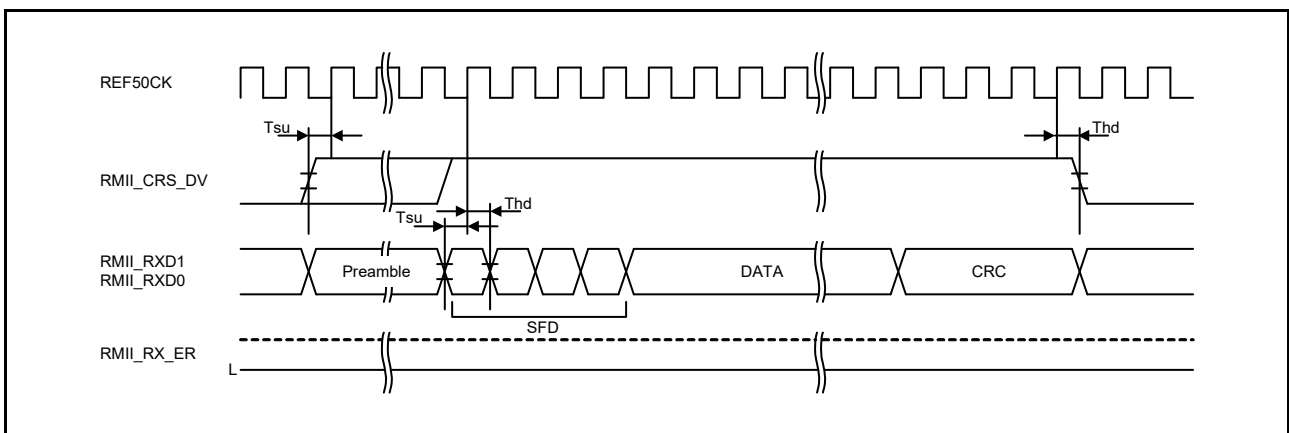 REF50CK
Tsu
Thd
RMII_CRS_DV
Tsu
Thd
RMII_RXD1
RMII_RXD0
Preamble
DATA
CRC
SFD
RMII_RX_ER
L